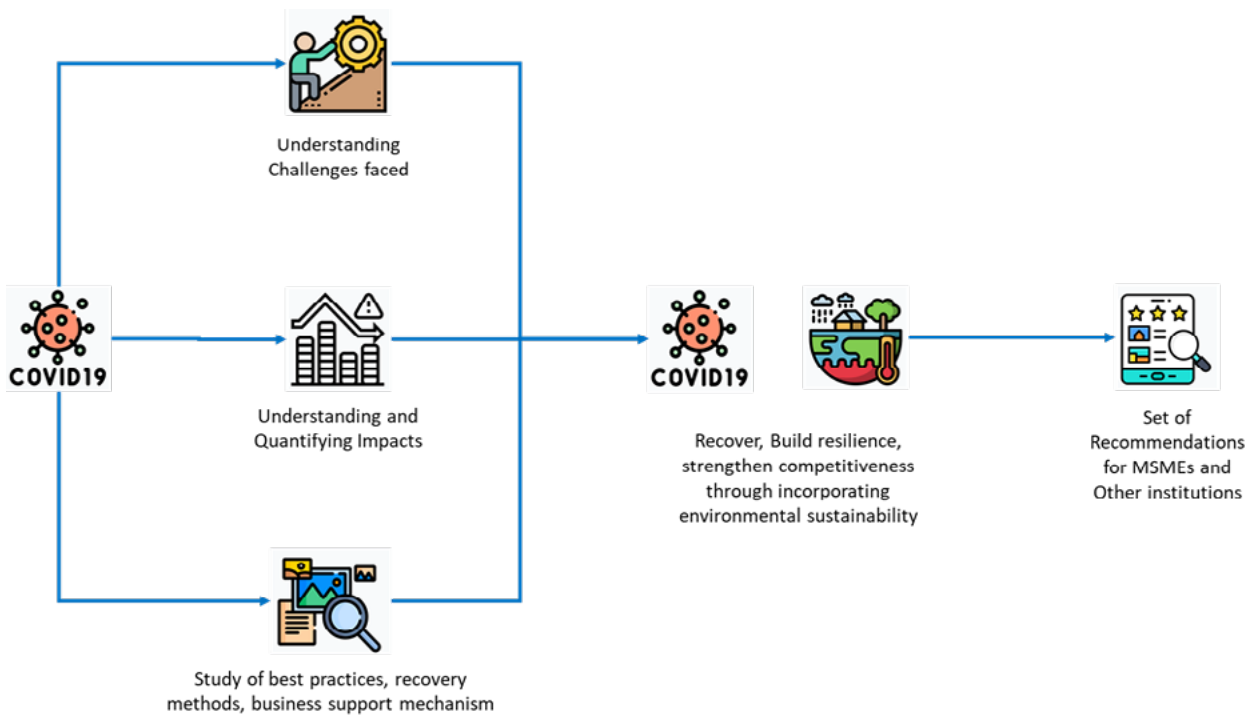 Understanding
Challenges faced
COVID19
Understanding and
Quantifying Impacts
Study of best practices, recovery
methods, business support mechanism
COVID19
Recover, Build resilience,
strengthen competitiveness
through incorporating
environmental sustainability
Set of
Recommendations
for MSMEs and
Other institutions